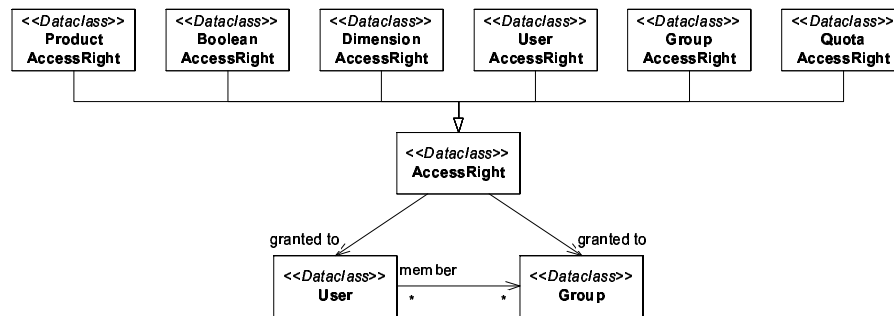 <<Dataclass>> <<Dataclass>> <<Dataclass>> <<Dataclass>> <<Dataclass>> <<Dataclass>>
Product Boolean Dimension User Group Quota
AccessRight AccessRight AccessRight AccessRight AccessRight AccessRight
<<Dataclass>>
AccessRight
granted to granted to
<<Dataclass>> member <<Dataclass>>
User * * Group